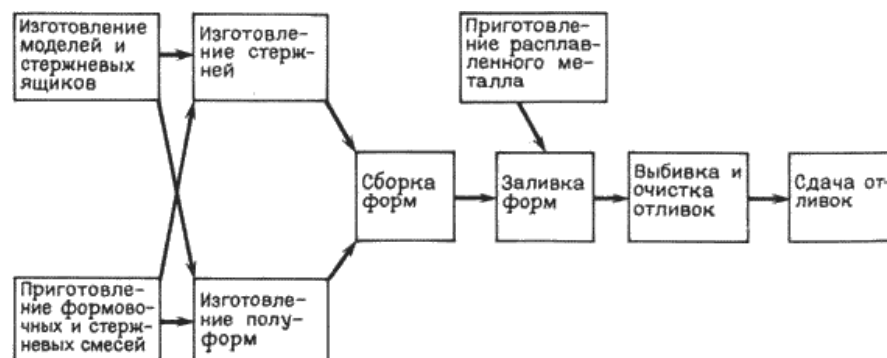 Изготовление
моделей и
стержневых
ящиков
Изготовле-
ние стерж-
ней
Приготовле-
ние расплав-
ленного ме-
талла
Сборка
форм
Заливка
форм
Выбивка и
очистка
отливок
Сдача от-
ливок
Приготовле-
ние формово-
чных и стерж-
невых смесей
Изготовле-
ние полу-
форм